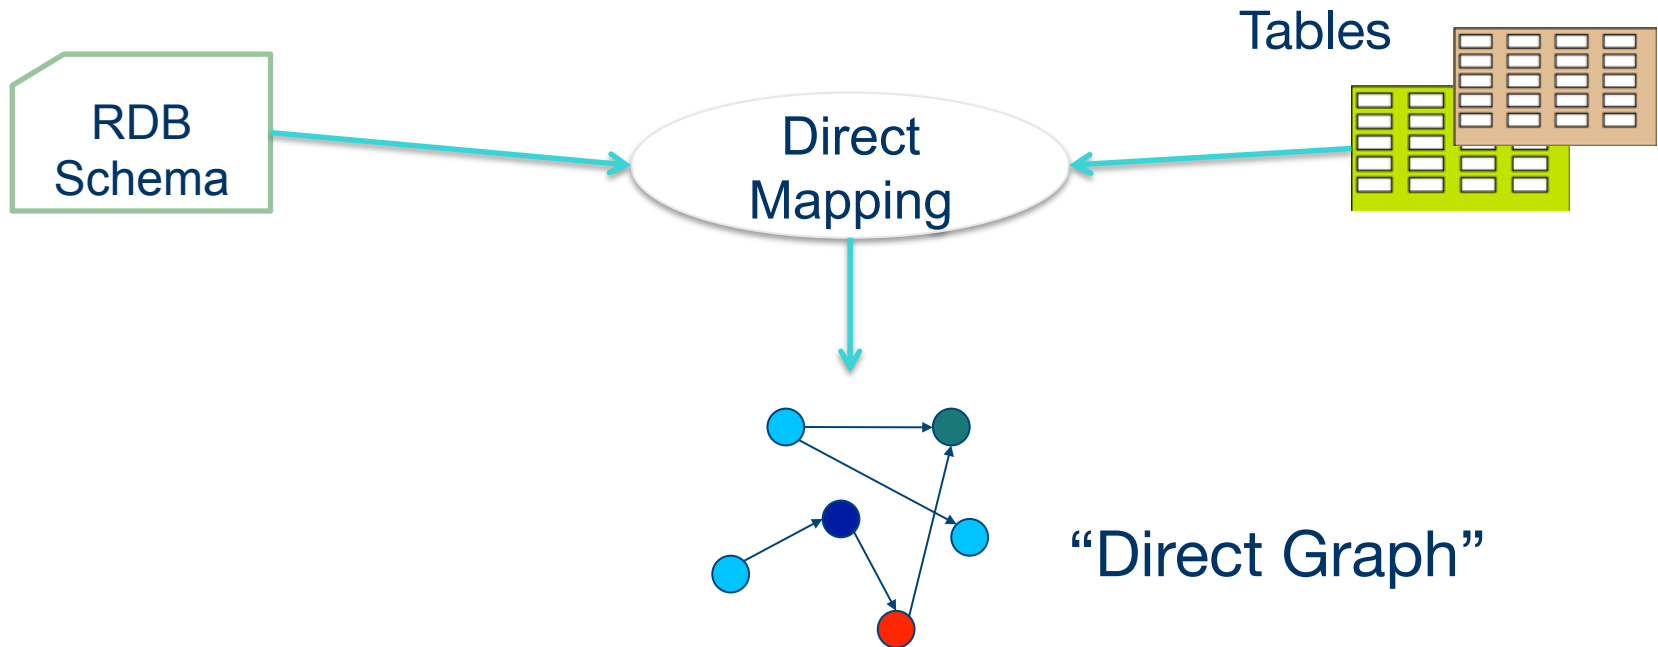 Tables
RDB
Schema
Direct
Mapping
“Direct Graph”